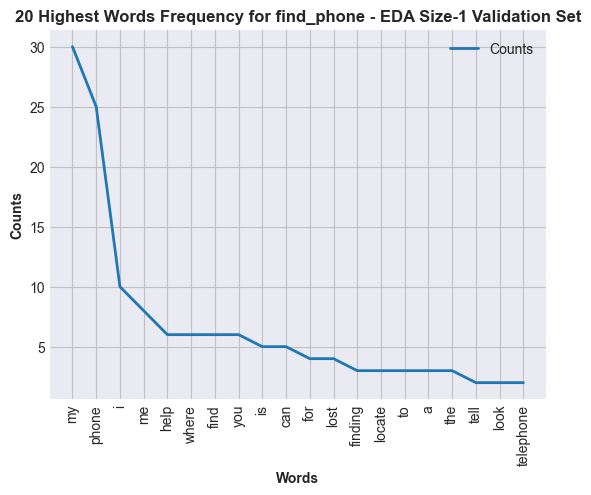 20 Highest Words Frequency for find_phone - EDA Size-1 Validation Set
Counts
30
25
20
15
10
5
Counts
my
phone
i
me
help
where
find
you
is
can
for
lost
finding
locate
to
a
the
tell
look
telephone
Words